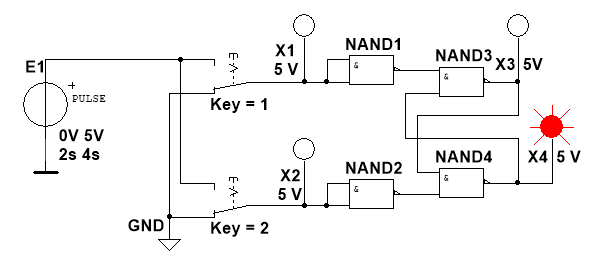 E1
PULSE
0V 5V
2s 4s
X1
5 V
Key = 1
NAND1
&
NAND3
&
X3 5V
X2
5 V
Key = 2
NAND2
&
NAND4
&
X4 5 V
GND